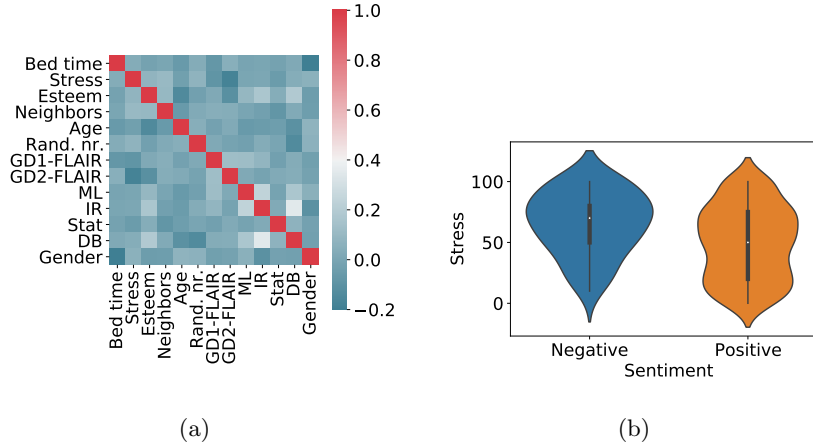 1.0
0.8
0.6
0.4
0.2
0.0
−0.2
Bed time
Stress
Esteem
Neighbors
Age
Rand. nr.
GD1-FLAIR
GD2-FLAIR
ML
IR
Stat
DB
Gender
Bed time
Stress
Esteem
Neighbors
Age
Rand. nr.
GD1-FLAIR
GD2-FLAIR
ML
IR
Stat
DB
Gender
(a)
Stress
100
50
0
Negative
Positive
Sentiment
(b)